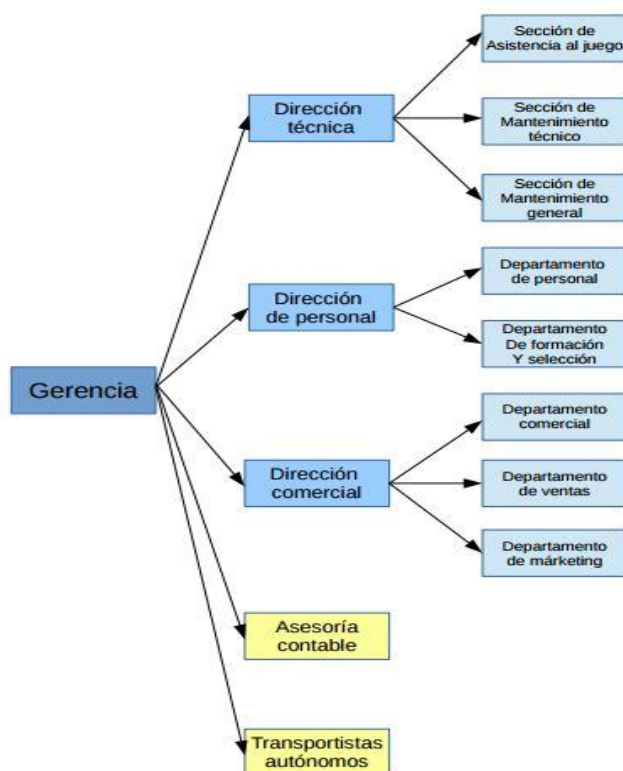 Sección de
Asistencia al juego
Dirección
técnica
Sección de
Mantenimiento
técnico
Sección de
Mantenimiento
general
Departamento
de personal
Dirección
de personal
Departamento
De formación
Y selección
Gerencia
Departamento
comercial
Dirección
comercial
Departamento
de ventas
Departamento
de márketing
Asesoría
contable
Transportistas
autónomos